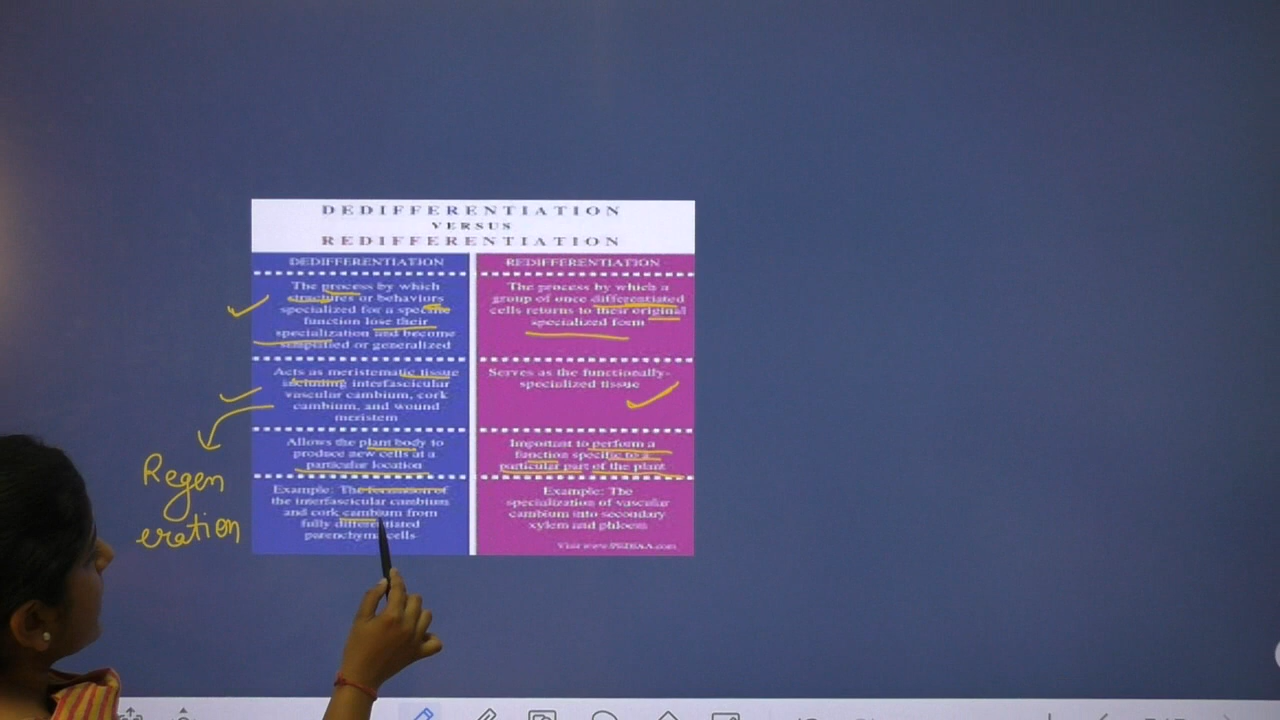 DEDIFFERENTIATION
VERSUS
REDIFFERENTIATION
DEDIFFERENTIATION
The process by which
structures or behaviors
specialized for a specific
function lose their
specialization and become
simplified or generalized
Acts as meristematic tissue
including interfascicular
vascular cambium, cork
cambium, and wound
meristem
Allows the plant body to
produce new cells at a
particular location
Example: The formation of
the interfascicular cambium
and cork cambium from
fully differentiated
parenchyma cells
REDIFFERENTIATION
The process by which a
group of once differentiated
cells returns to their original
specialized form
Serves as the functionally-
specialized tissue
Important to perform a
function specific to a
particular part of the plant
Example: The
specialization of vascular
cambium into secondary
xylem and phloem
Visit www.PEDIAA.com
Regen
eration